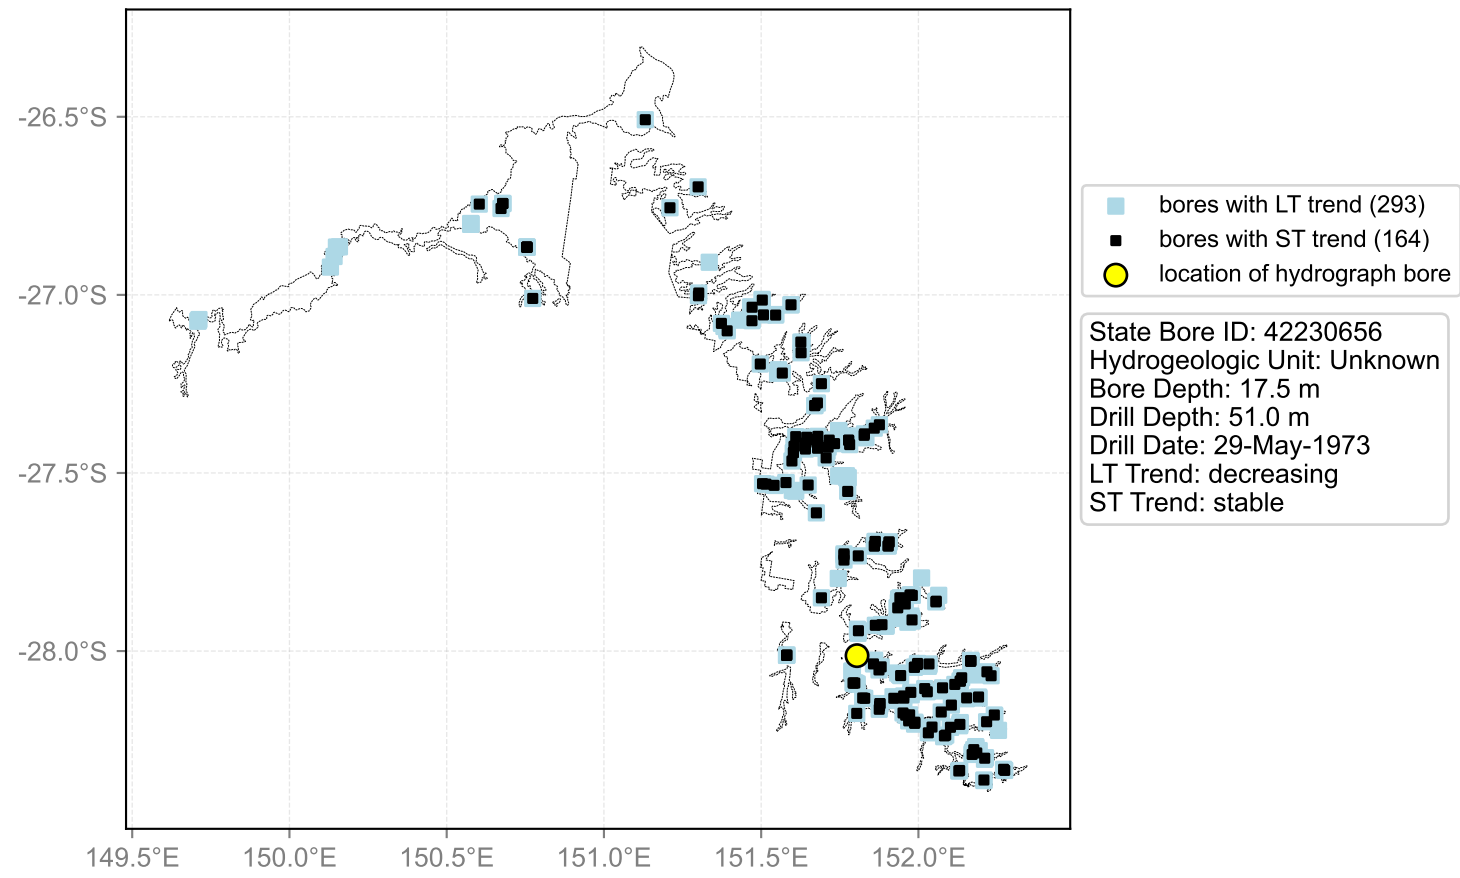 -26.5°S
-27.0°S
-27.5°S
-28.0°S
149.5°E 150.0°E 150.5°E 151.0°E 151.5°E 152.0°E
bores with LT trend (293)
bores with ST trend (164)
location of hydrograph bore
State Bore ID: 42230656
Hydrogeologic Unit: Unknown
Bore Depth: 17.5 m
Drill Depth: 51.0 m
Drill Date: 29-May-1973
LT Trend: decreasing
ST Trend: stable